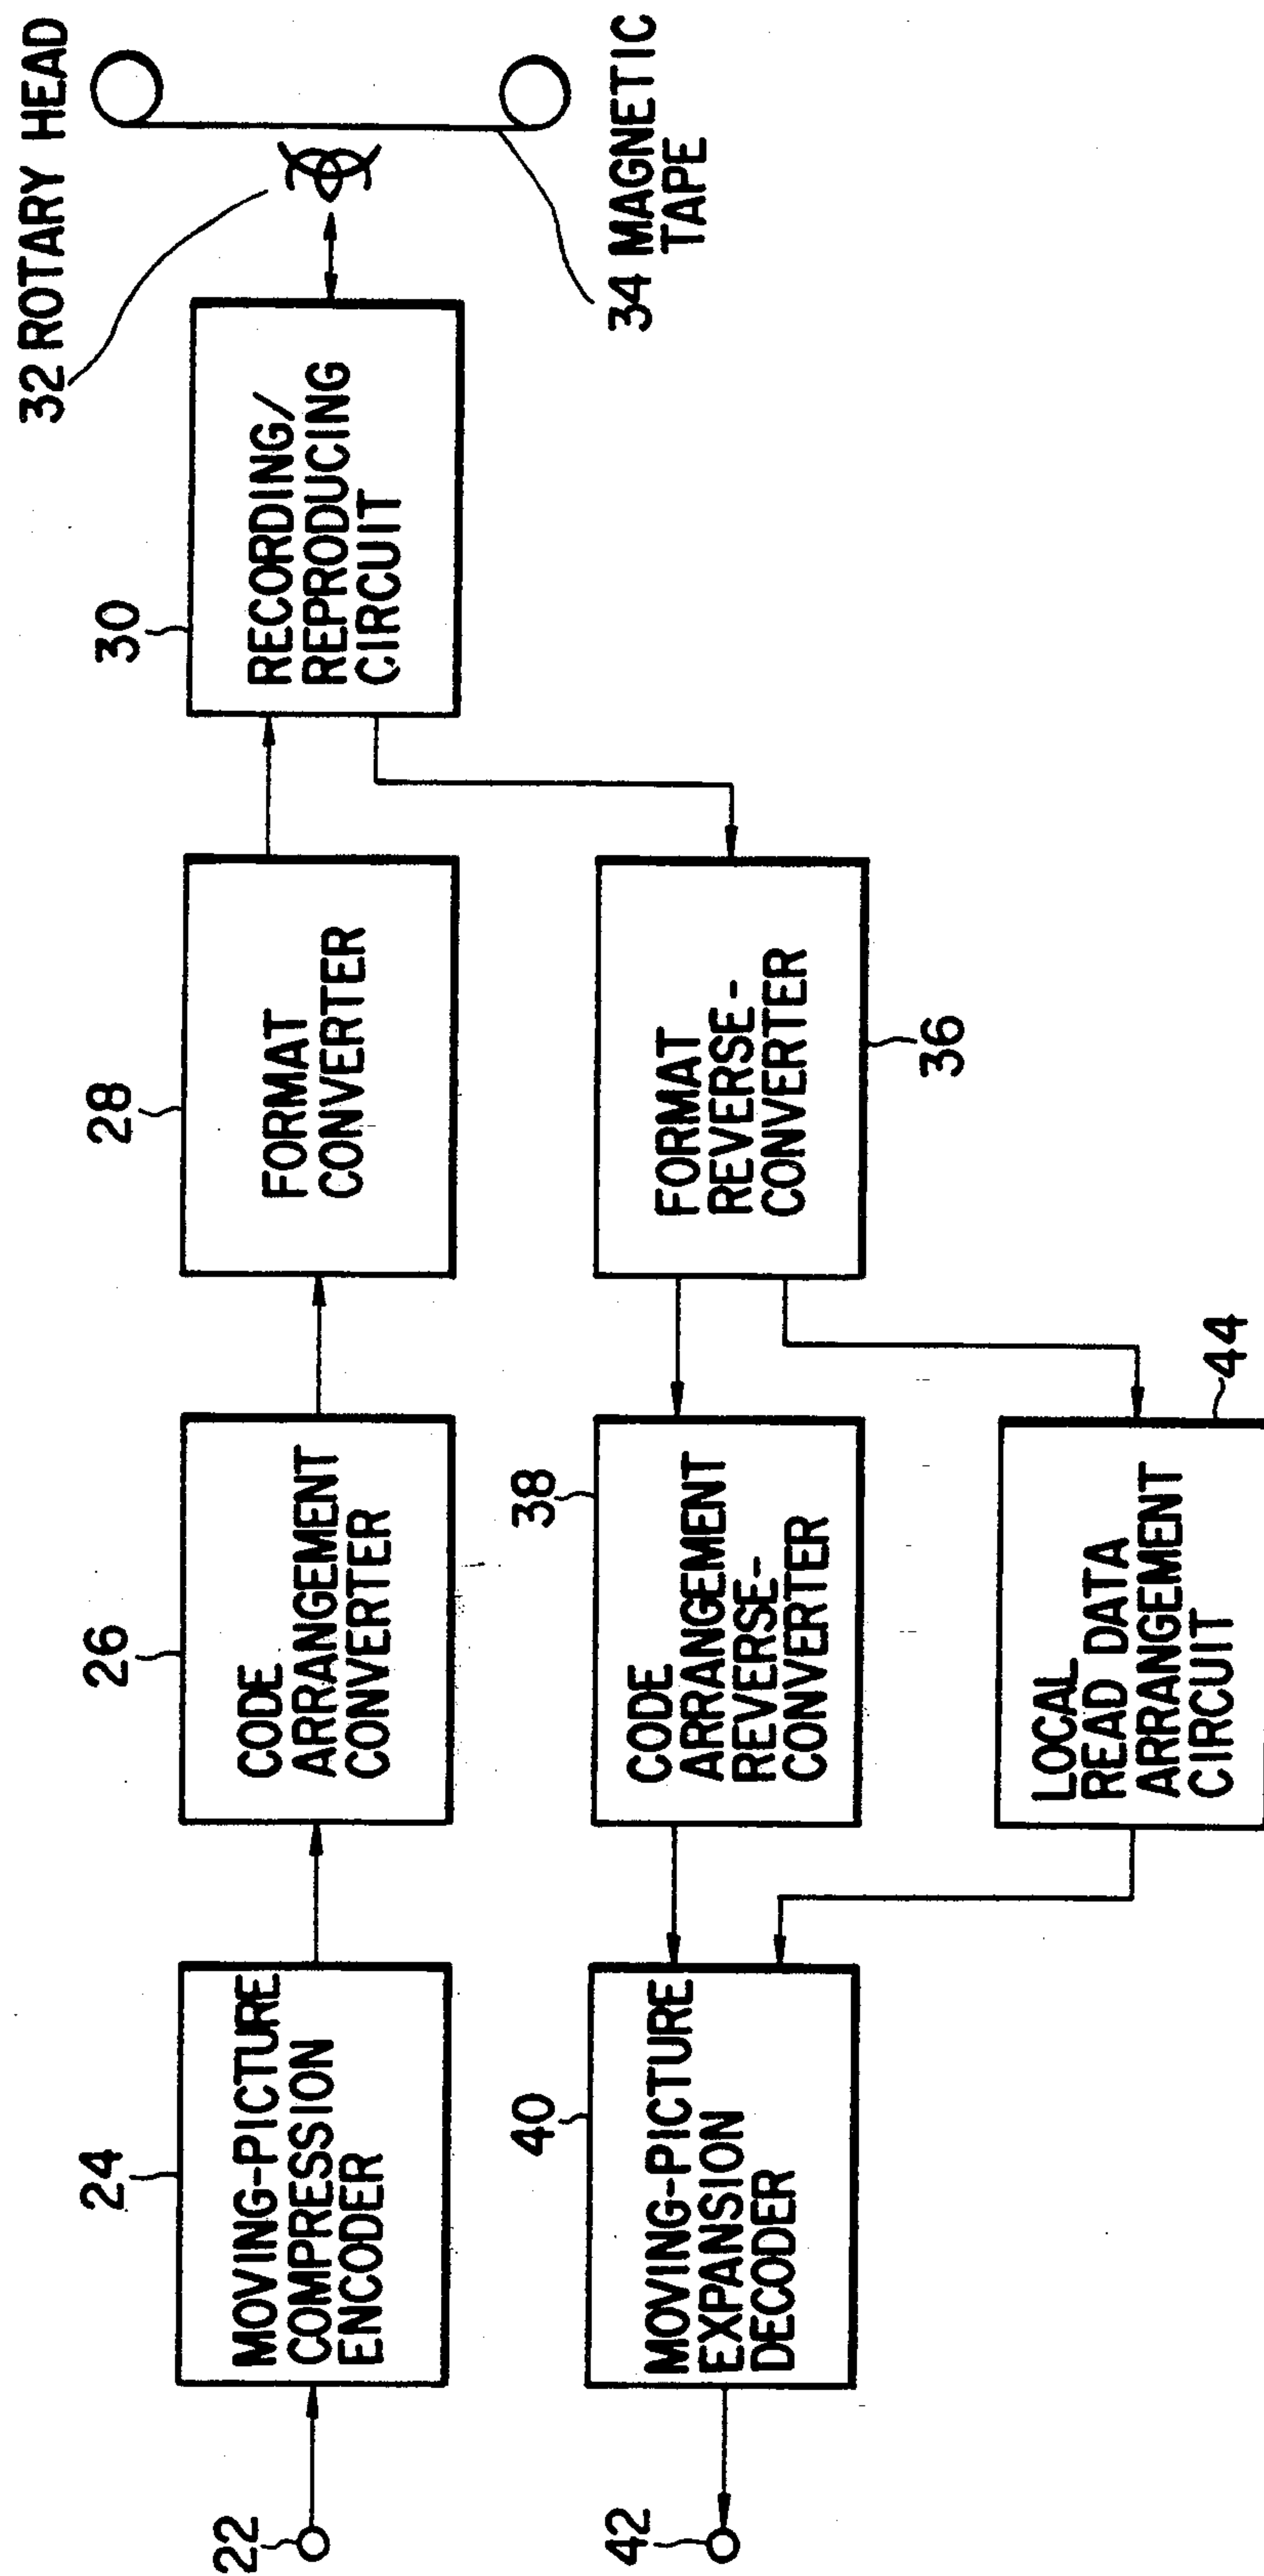 32 ROTARY HEAD
34 MAGNETIC
TAPE
30
RECORDING/
REPRODUCING
CIRCUIT
28
FORMAT
CONVERTER
26
CODE
ARRANGEMENT
CONVERTER
24
MOVING-PICTURE
COMPRESSION
ENCODER
22
36
FORMAT
REVERSE-
CONVERTER
38
CODE
ARRANGEMENT
REVERSE-
CONVERTER
40
MOVING-PICTURE
EXPANSION
DECODER
42
44
LOCAL
READ DATA
ARRANGEMENT
CIRCUIT